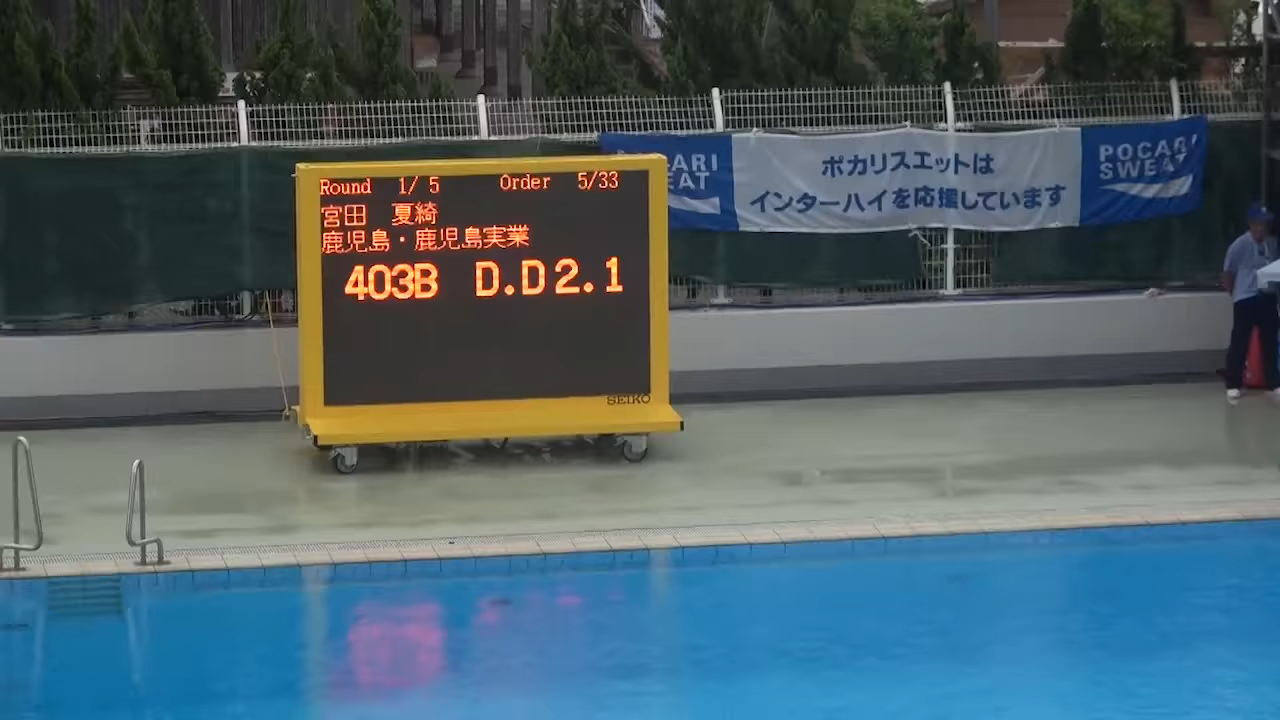 Round 1/ 5 Order 5/33
宮田 夏綺
鹿児島・鹿児島実業
403B D.D 2.1
SEIKO
POCARI
SWEAT
ポカリスエットは
インターハイを応援しています
POCARI
SWEAT